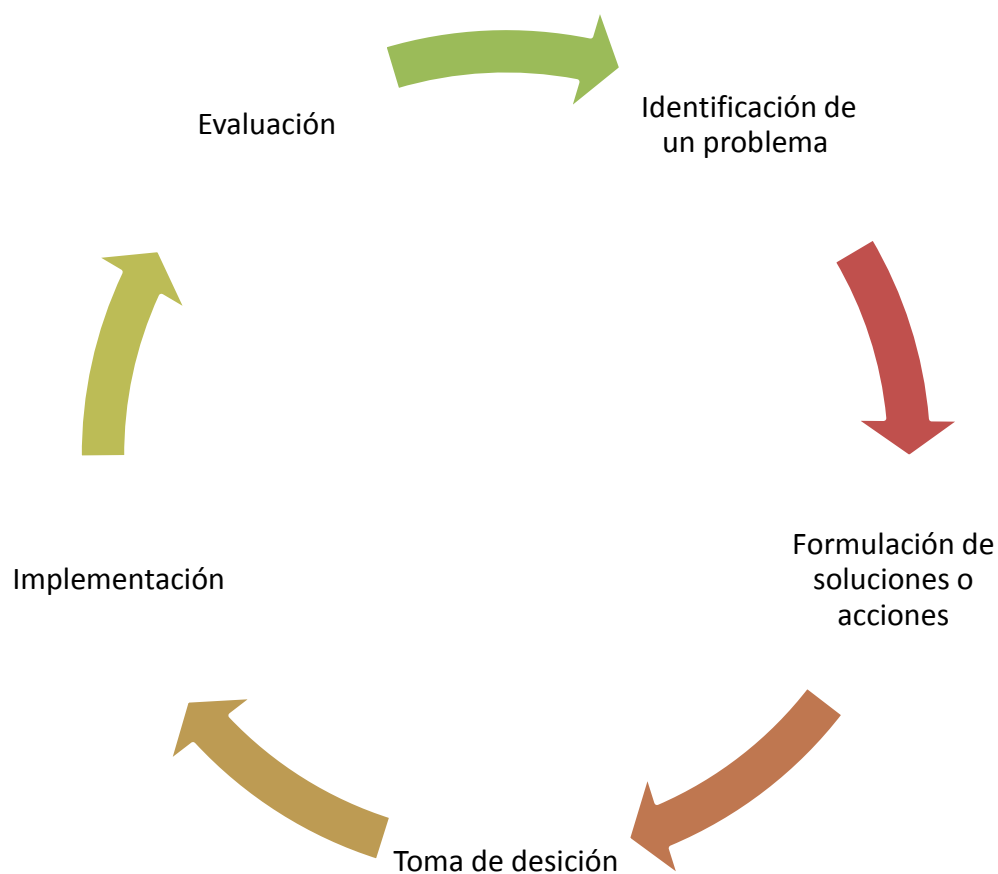 Identificación de
un problema
Formulación de
soluciones o
acciones
Toma de desición
Implementación
Evaluación